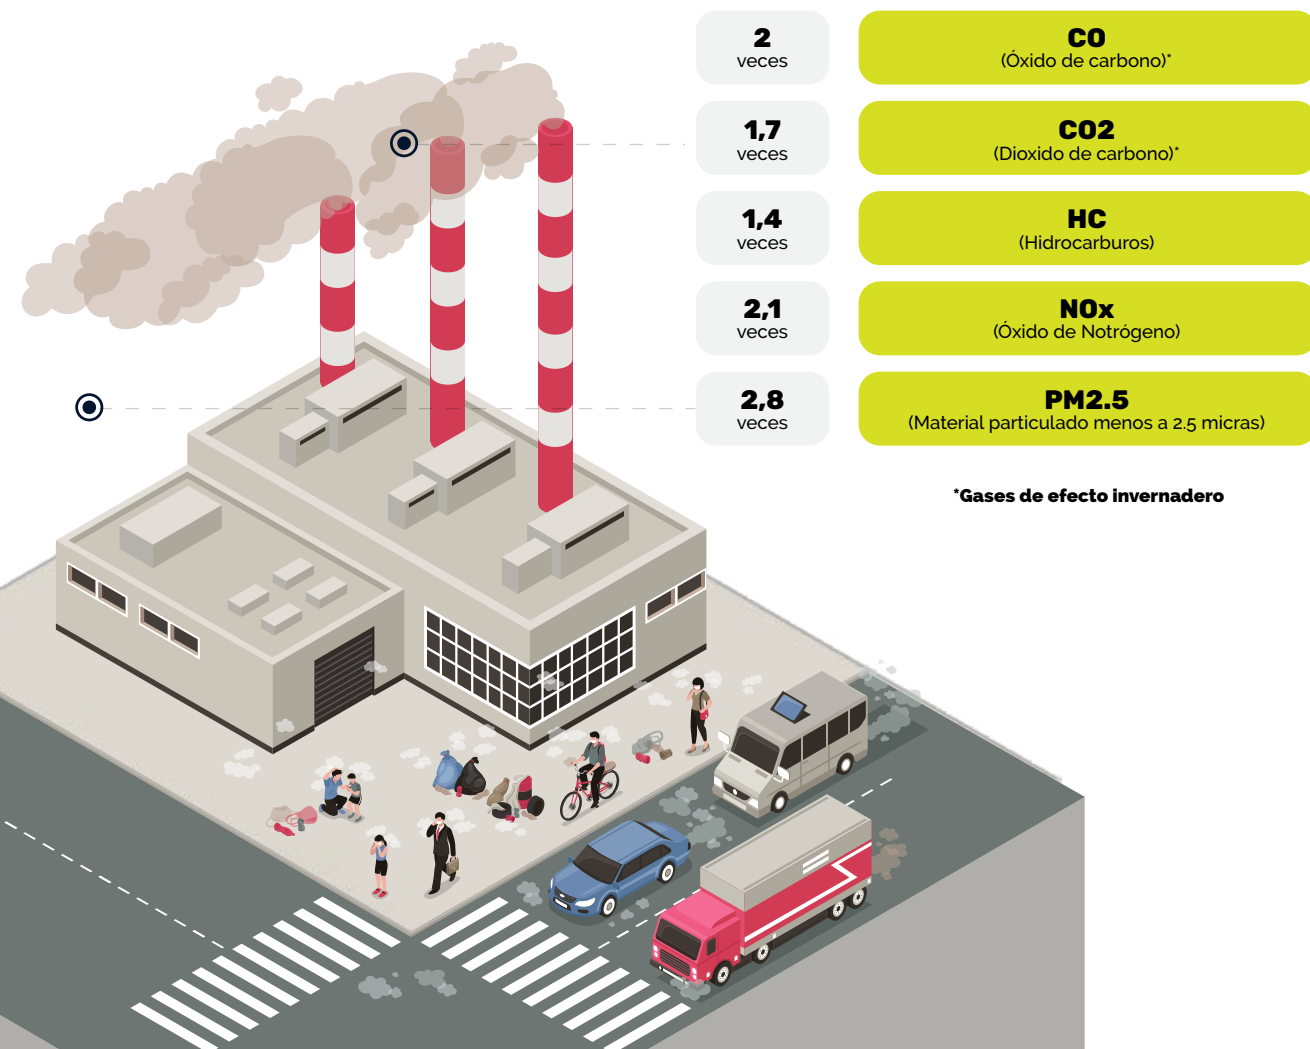 2
veces
CO
(Óxido de carbono)*
1,7
veces
CO2
(Dioxido de carbono)*
1,4
veces
HC
(Hidrocarburos)
2,1
veces
NOx
(Óxido de Notrógeno)
2,8
veces
PM2.5
(Material particulado menos a 2.5 micras)
*Gases de efecto invernadero